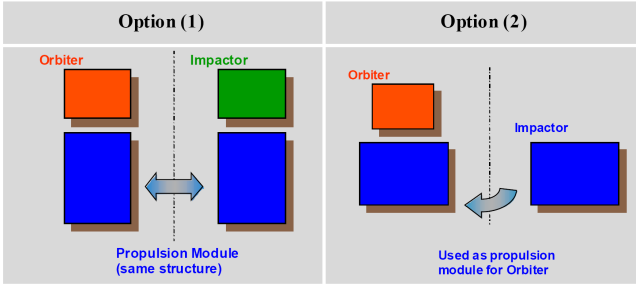 Option (1)
Orbiter
Impactor
Propulsion Module
(same structure)
Option (2)
Orbiter
Impactor
Used as propulsion
module for Orbiter